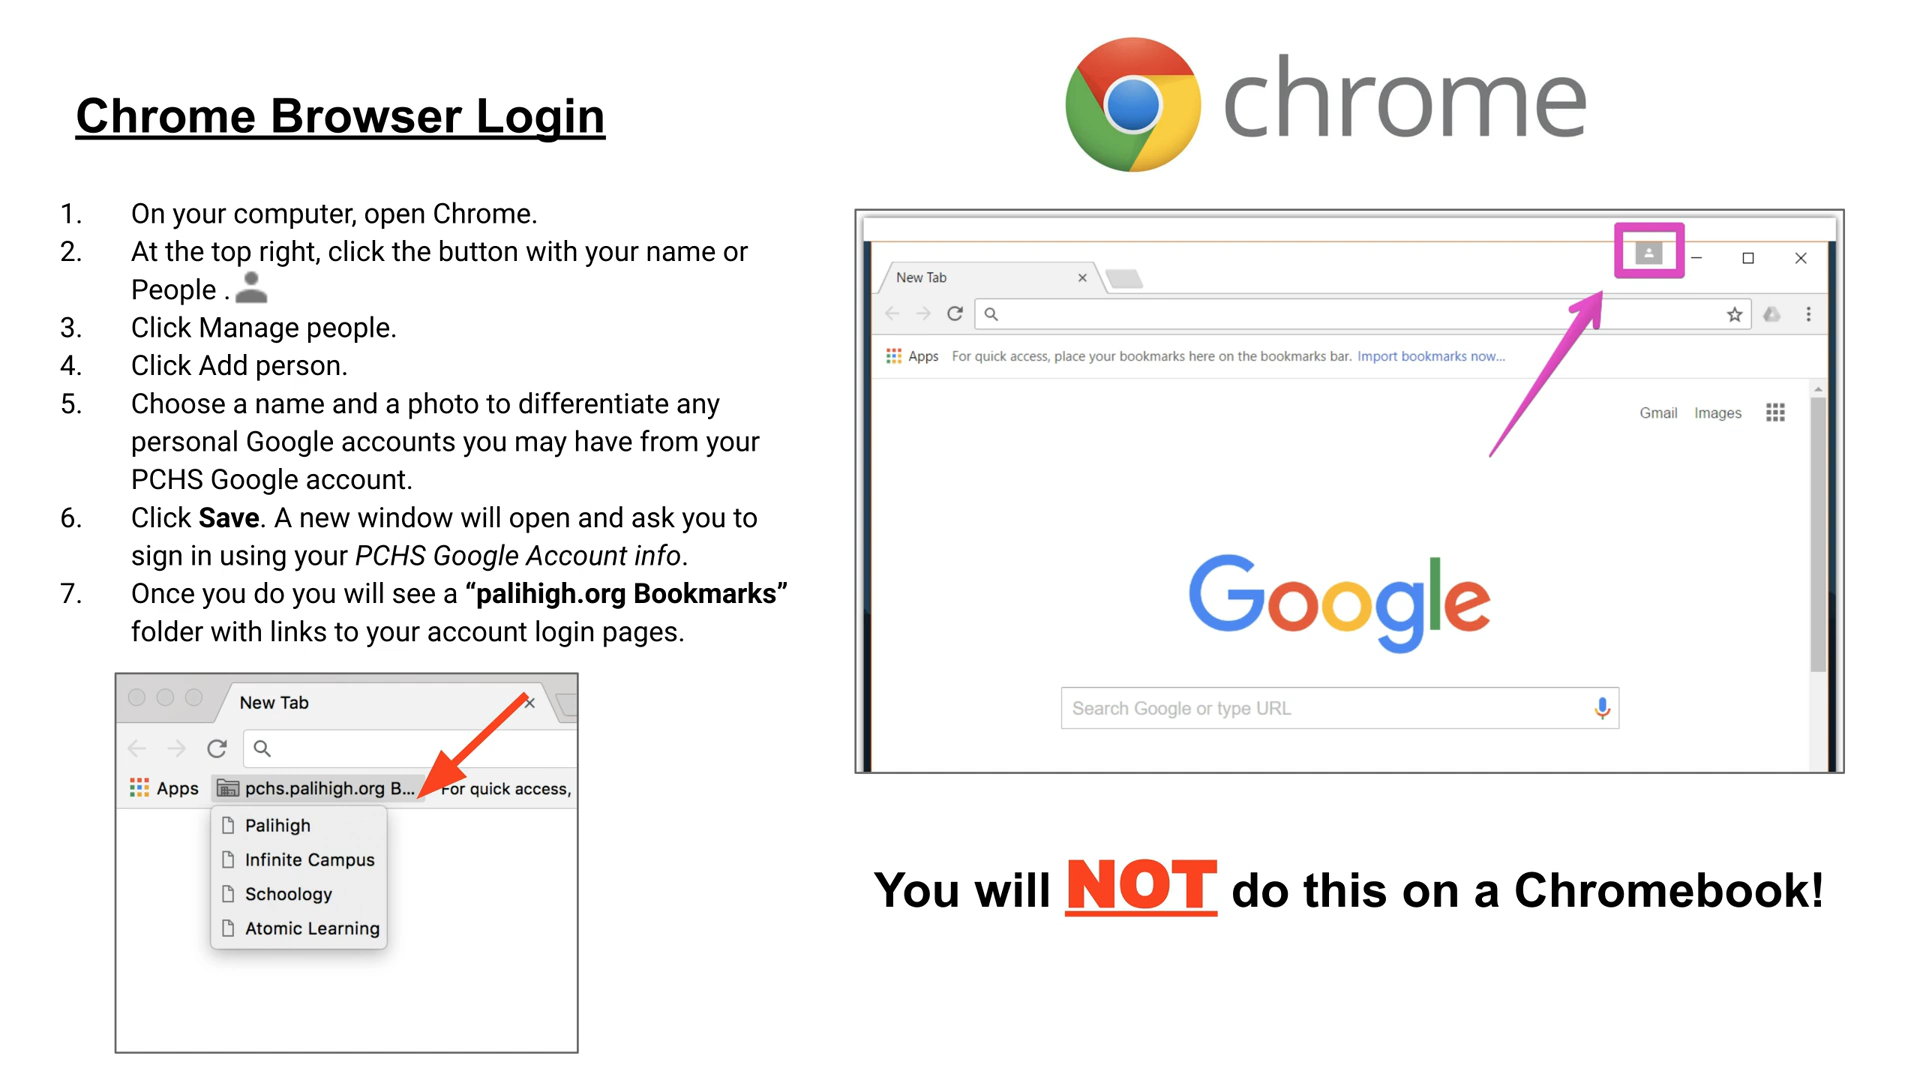 Chrome Browser Login
1. On your computer, open Chrome.
2. At the top right, click the button with your name or
People .
3. Click Manage people.
4. Click Add person.
5. Choose a name and a photo to differentiate any
personal Google accounts you may have from your
PCHS Google account.
6. Click Save. A new window will open and ask you to
sign in using your PCHS Google Account info.
7. Once you do you will see a “palihigh.org Bookmarks”
folder with links to your account login pages.
New Tab
Apps pchs.palihigh.org B... For quick access,
Palihigh
Infinite Campus
Schoology
Atomic Learning
chrome
New Tab
Apps For quick access, place your bookmarks here on the bookmarks bar. Import bookmarks now...
Gmail Images
Google
Search Google or type URL
You will NOT do this on a Chromebook!